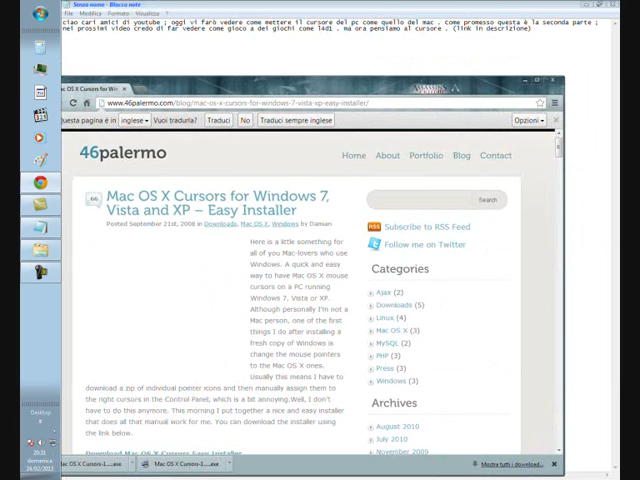 Senza nome - Blocco note
File Modifica Formato Visualizza ?
ciao cari amici di youtube ; oggi vi farò vedere come mettere il cursore del pc come quello del mac . Come promesso questa è la seconda parte ;
nei prossimi video credo di far vedere come gioco a dei giochi come l4d1 . ma ora pensiamo al cursore . (link in descrizione)
ac OS X Cursors for Win
www.46palermo.com/blog/mac-os-x-cursors-for-windows-7-vista-xp-easy-installer/
Questa pagina è in inglese Vuoi tradurla? Traduci No Traduci sempre inglese Opzioni
46palermo
Home About Portfolio Blog Contact
66
Mac OS X Cursors for Windows 7,
Vista and XP – Easy Installer
Posted September 21st, 2008 in Downloads, Mac OS X, Windows by Damian
Here is a little something for
all of you Mac-lovers who use
Windows. A quick and easy
way to have Mac OS X mouse
cursors on a PC running
Windows 7, Vista or XP.
Although personally I'm not a
Mac person, one of the first
things I do after installing a
fresh copy of Windows is
change the mouse pointers
to the Mac OS X ones.
Usually this means I have to
download a zip of individual pointer icons and then manually assign them to
the right cursors in the Control Panel, which is a bit annoying.Well, I don't
have to do this anymore. This morning I put together a nice and easy installer
that does all that manual work for me. You can download the installer using
the link below.
Download Mac OS X Cursors Easy Installer
Search
RSS Subscribe to RSS Feed
Follow me on Twitter
Categories
Ajax (2)
Downloads (5)
Linux (4)
Mac OS X (3)
MySQL (2)
PHP (3)
Press (3)
Windows (3)
Archives
August 2010
July 2010
November 2009
Mac OS X Cursors-1....exe
Mac OS X Cursors-1....exe
Mostra tutti i download...
Desktop
20:31
domenica
26/02/2012